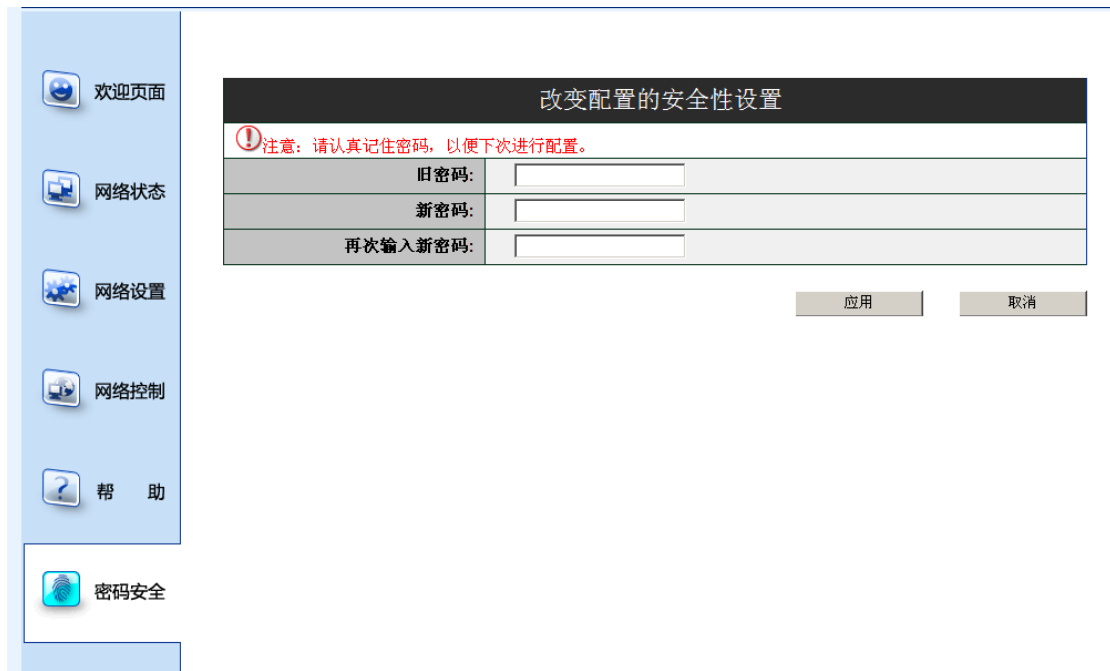 欢迎页面
网络状态
网络设置
网络控制
帮 助
密码安全
改变配置的安全性设置
注意：请认真记住密码，以便下次进行配置。
旧密码:
新密码:
再次输入新密码:
应用 取消